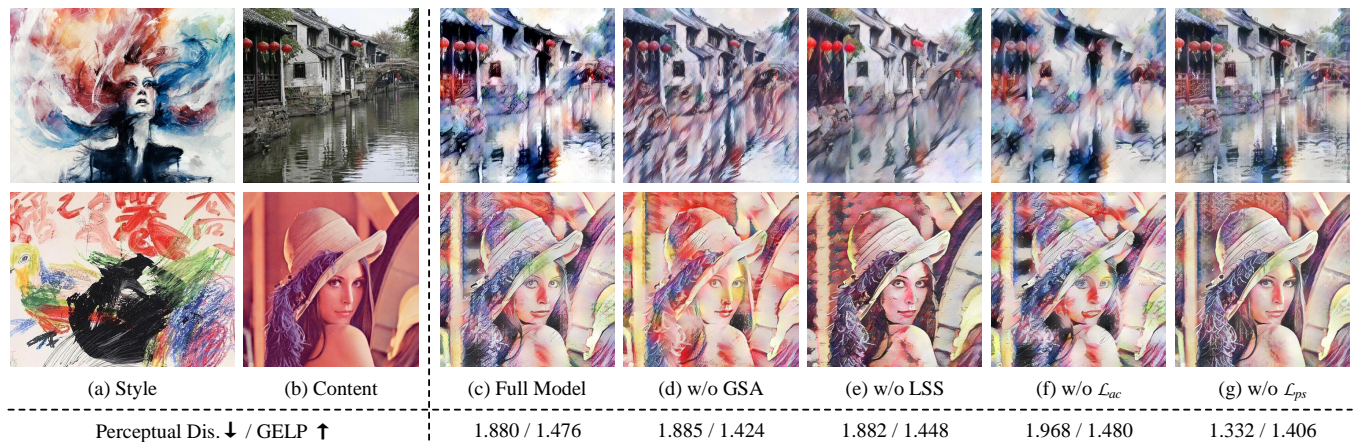 (a) Style (b) Content (c) Full Model (d) w/o GSA (e) w/o LSS (f) w/o ℒac (g) w/o ℒps
Perceptual Dis. ↓ / GELP ↑ 1.880 / 1.476 1.885 / 1.424 1.882 / 1.448 1.968 / 1.480 1.332 / 1.406